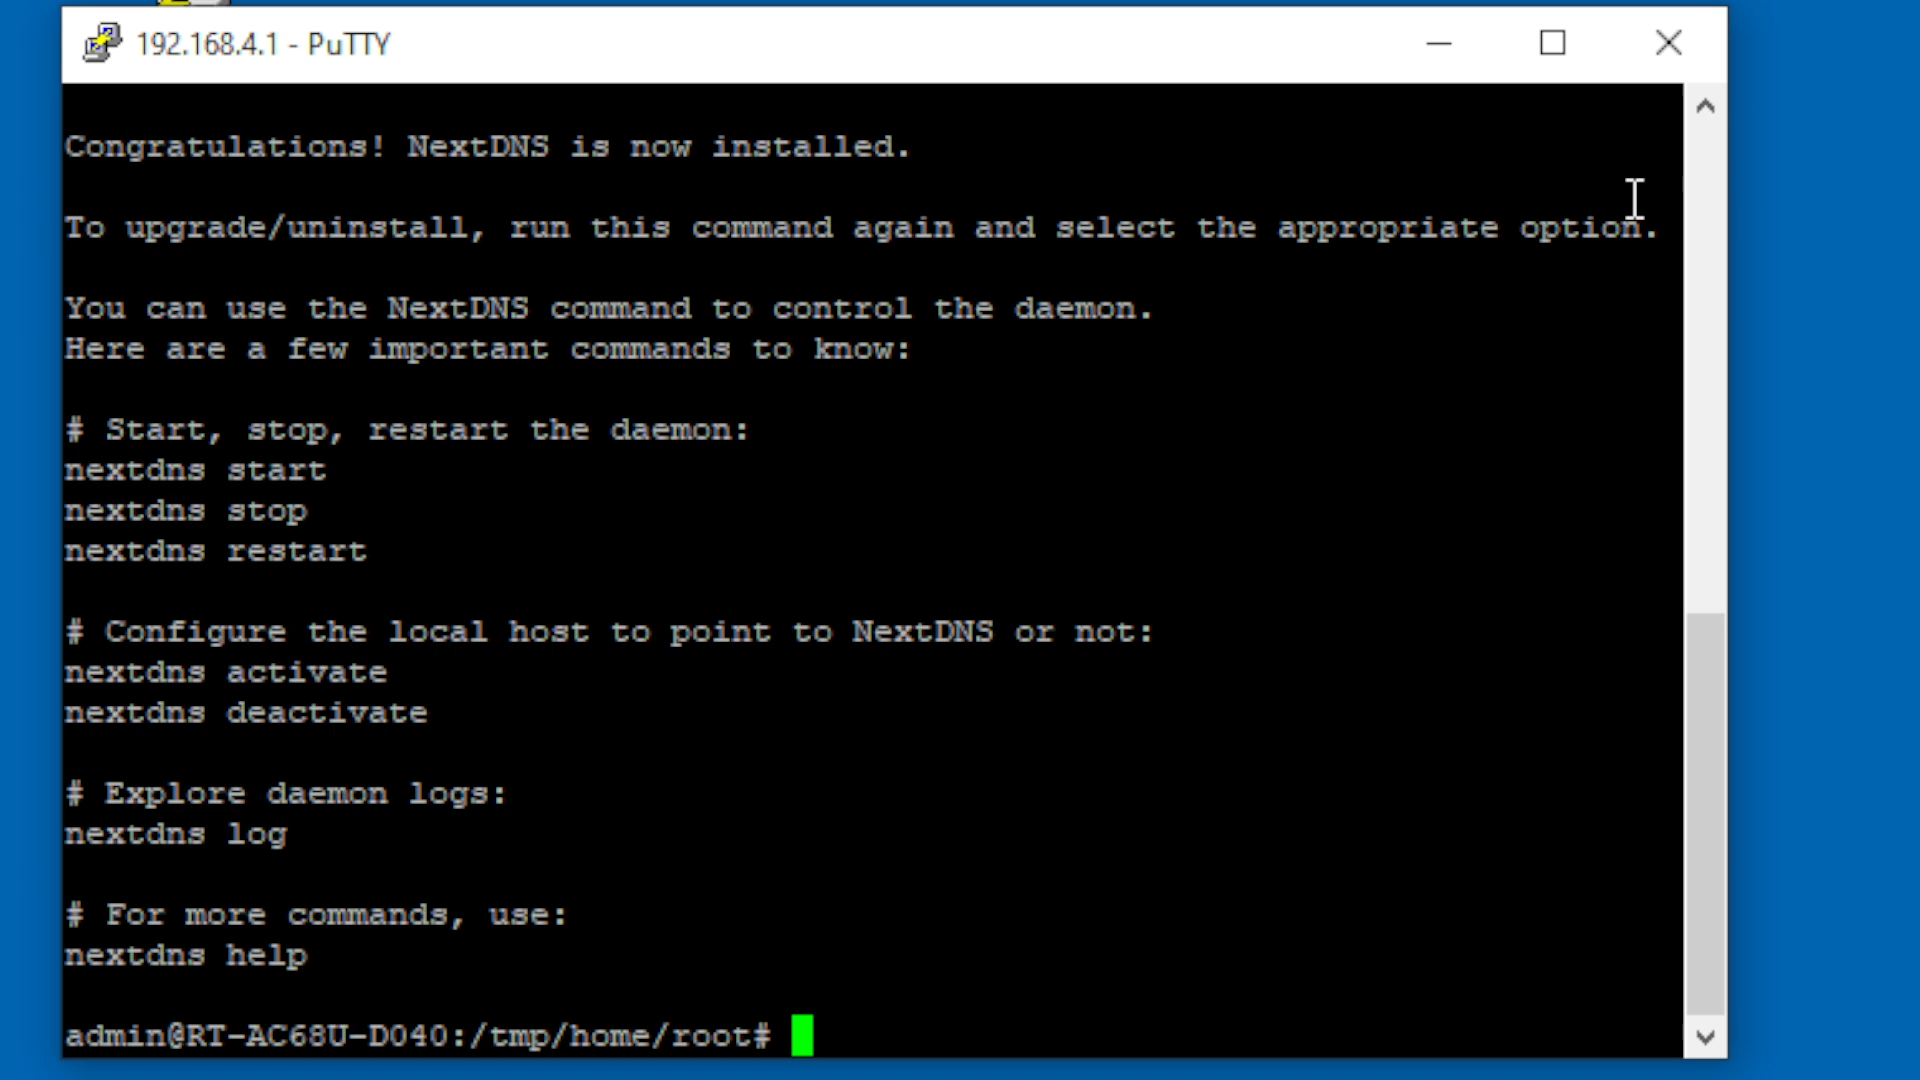 192.168.4.1 - PuTTY
Congratulations! NextDNS is now installed.
To upgrade/uninstall, run this command again and select the appropriate option.
You can use the NextDNS command to control the daemon.
Here are a few important commands to know:
# Start, stop, restart the daemon:
nextdns start
nextdns stop
nextdns restart
# Configure the local host to point to NextDNS or not:
nextdns activate
nextdns deactivate
# Explore daemon logs:
nextdns log
# For more commands, use:
nextdns help
admin@RT-AC68U-D040:/tmp/home/root#